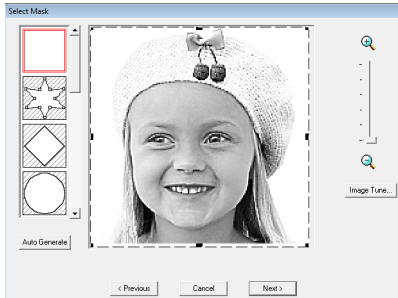 Select Mask
Image Tune...
Auto Generate
< Previous
Cancel
Next >